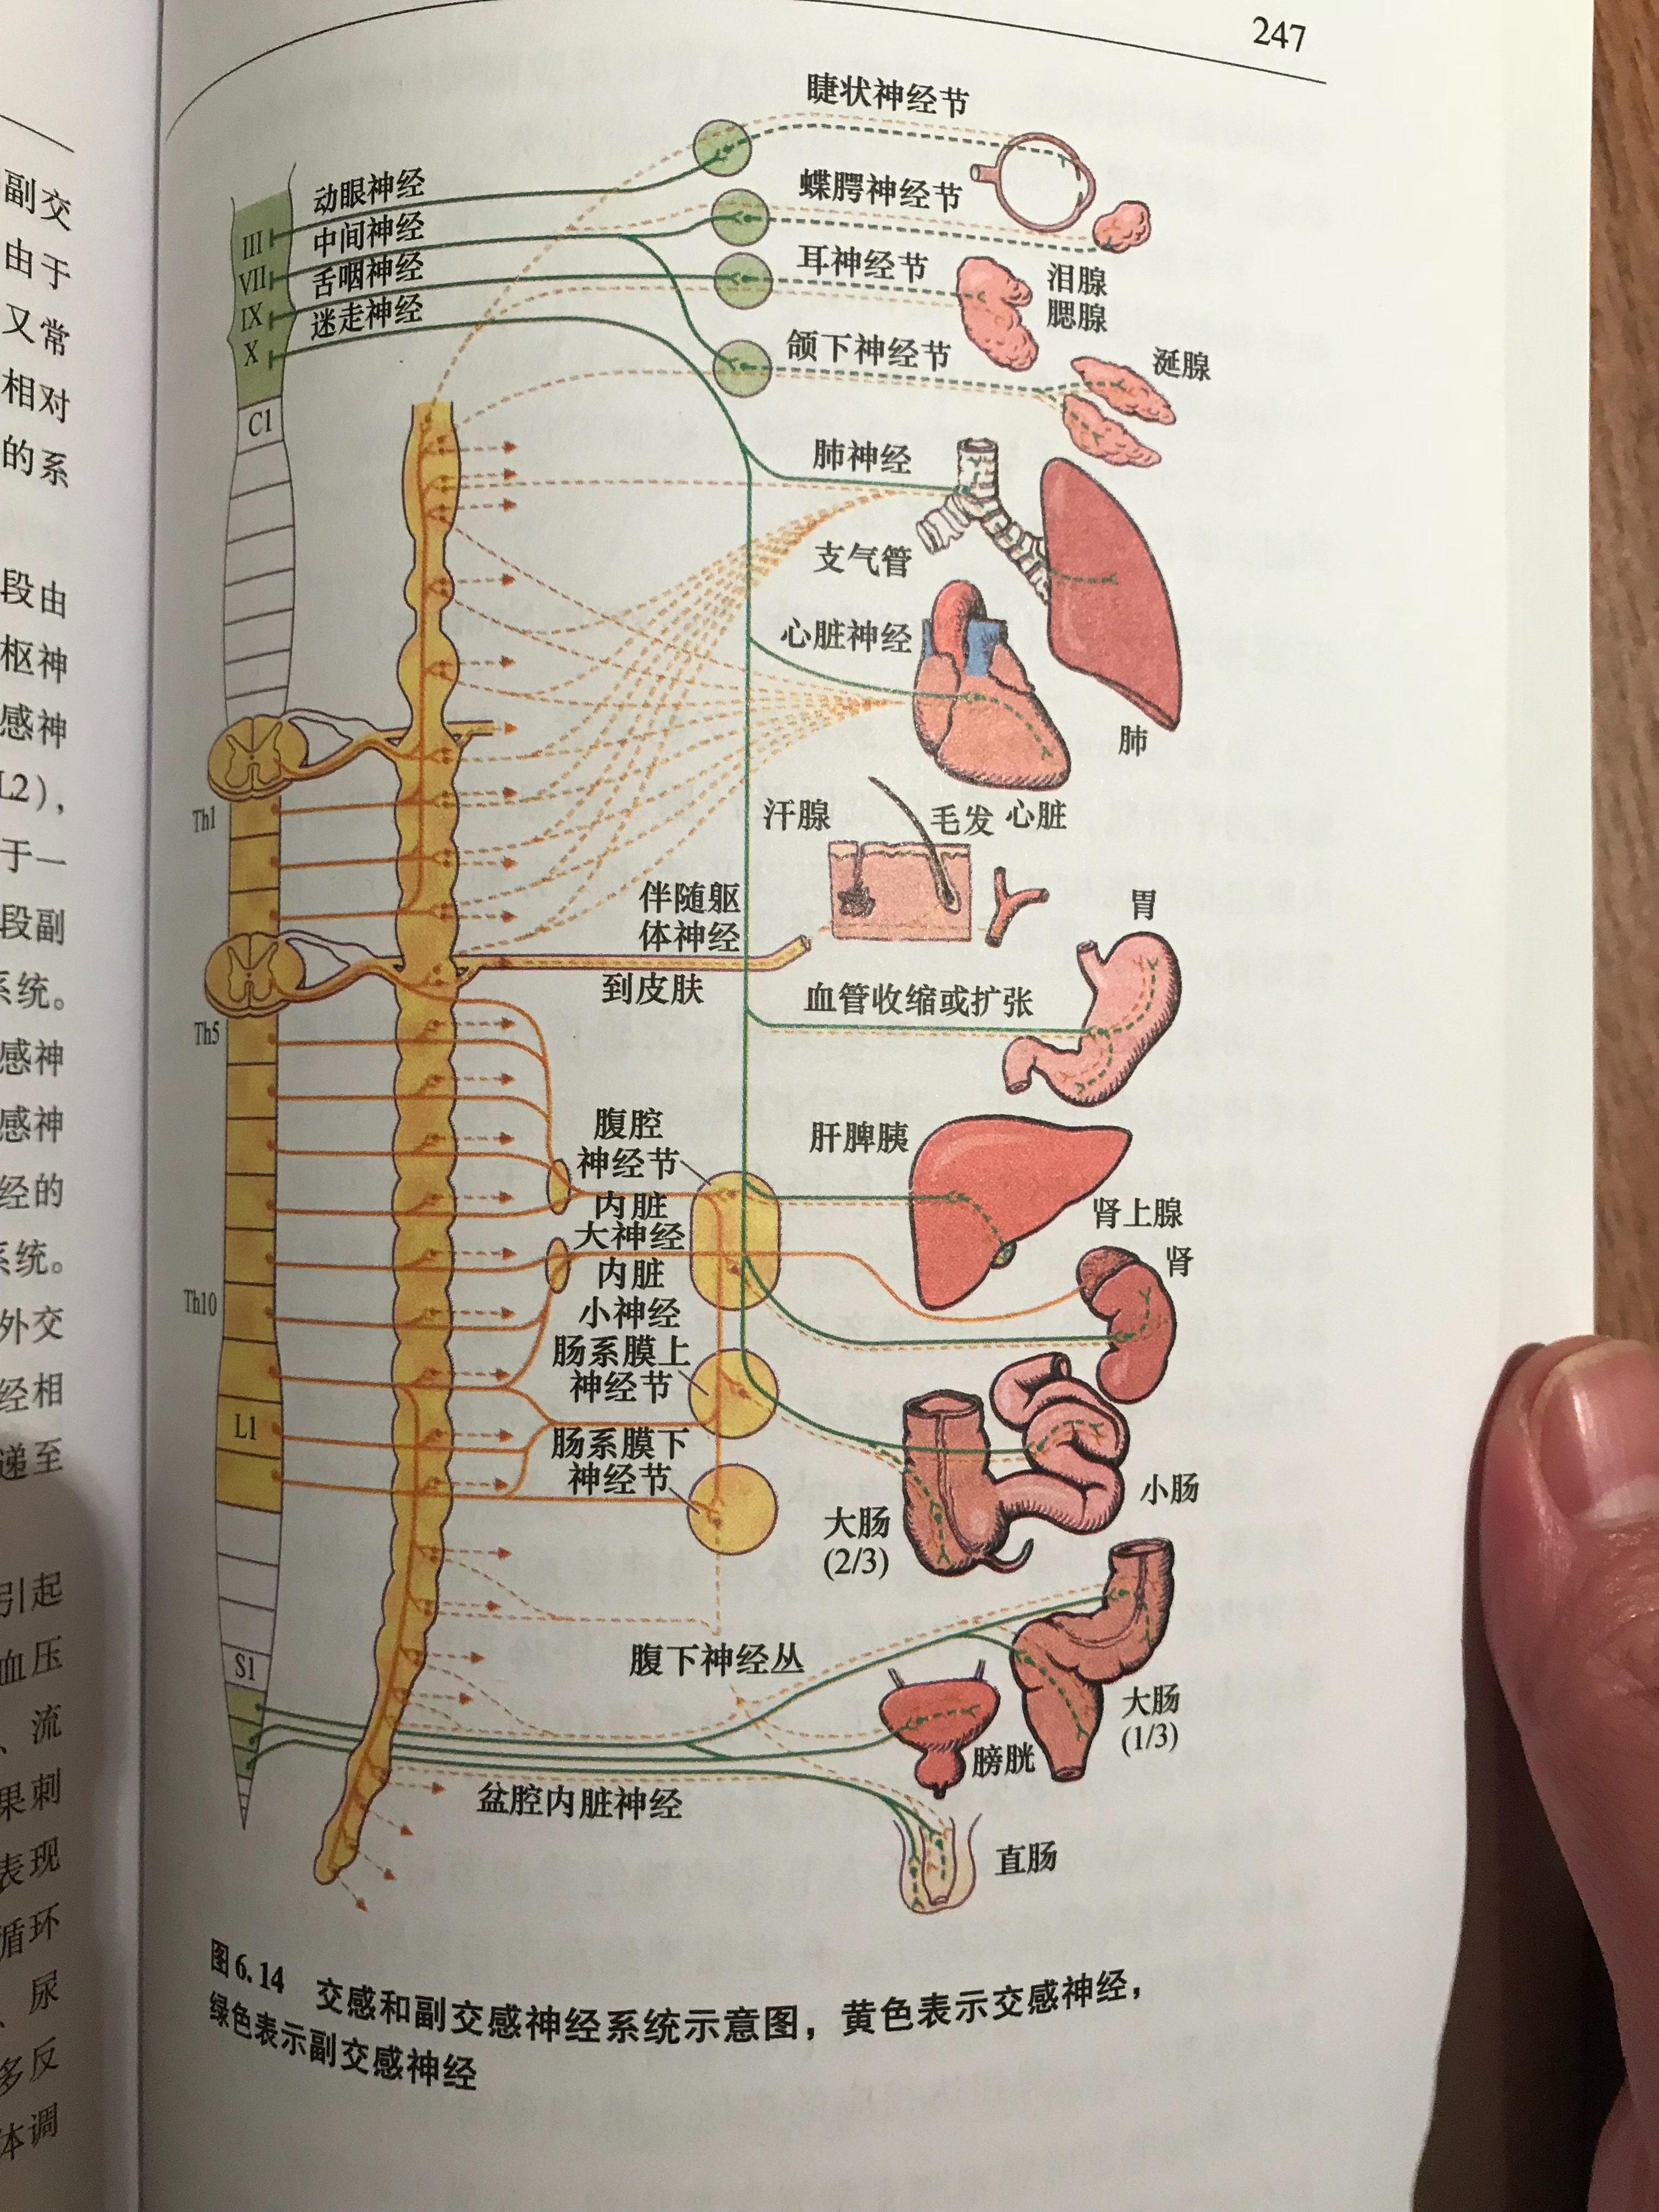 247
副交
由于
又常
相对
的系
段由
枢神
感神
L2），
于一
段副
系统。
感神
感神
经的
系统。
外交
经相
递至
引起
血压
、流
果刺
表现
循环
、尿
多反
体调
睫状神经节
动眼神经
蝶腭神经节
III
中间神经
VII
舌咽神经
耳神经节
泪腺
IX
迷走神经
腮腺
X
颌下神经节
涎腺
C1
肺神经
支气管
心脏神经
肺
Th1
汗腺
毛发
心脏
伴随躯
体神经
胃
到皮肤
血管收缩或扩张
Th5
腹腔
神经节
肝脾胰
内脏
大神经
肾上腺
肾
内脏
小神经
Th10
肠系膜上
神经节
L1
肠系膜下
神经节
小肠
大肠
(2/3)
S1
腹下神经丛
大肠
(1/3)
膀胱
盆腔内脏神经
直肠
图6.14 交感和副交感神经系统示意图，黄色表示交感神经，
绿色表示副交感神经